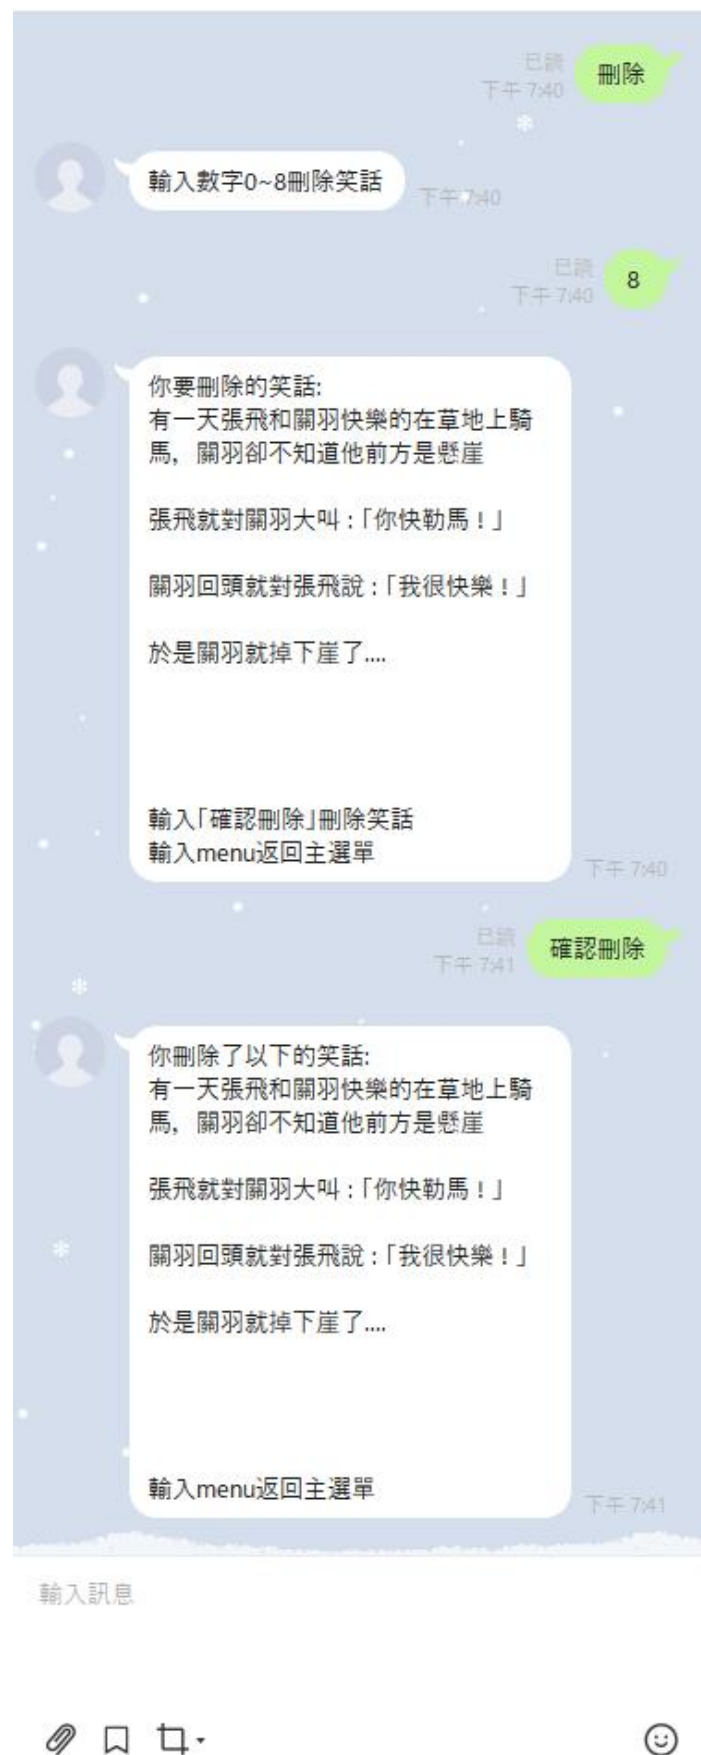 刪除
已讀
下午 7:40
輸入數字0~8刪除笑話
下午 7:40
8
已讀
下午 7:40
你要刪除的笑話:
有一天張飛和關羽快樂的在草地上騎
馬，關羽卻不知道他前方是懸崖
張飛就對關羽大叫：「你快勒馬！」
關羽回頭就對張飛說：「我很快樂！」
於是關羽就掉下崖了....
輸入「確認刪除」刪除笑話
輸入menu返回主選單
下午 7:40
確認刪除
已讀
下午 7:41
你刪除了以下的笑話:
有一天張飛和關羽快樂的在草地上騎
馬，關羽卻不知道他前方是懸崖
張飛就對關羽大叫：「你快勒馬！」
關羽回頭就對張飛說：「我很快樂！」
於是關羽就掉下崖了....
輸入menu返回主選單
下午 7:41
輸入訊息